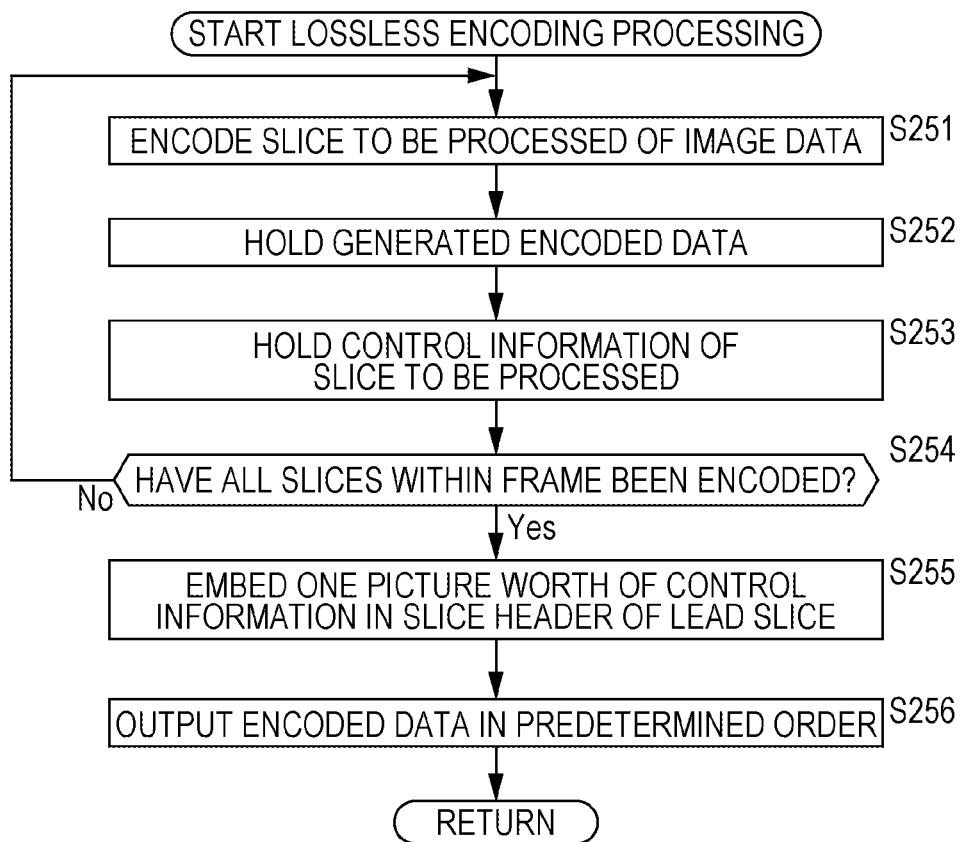 START LOSSLESS ENCODING PROCESSING
ENCODE SLICE TO BE PROCESSED OF IMAGE DATA
S251
HOLD GENERATED ENCODED DATA
S252
HOLD CONTROL INFORMATION OF
SLICE TO BE PROCESSED
S253
HAVE ALL SLICES WITHIN FRAME BEEN ENCODED?
S254
No
Yes
EMBED ONE PICTURE WORTH OF CONTROL
INFORMATION IN SLICE HEADER OF LEAD SLICE
S255
OUTPUT ENCODED DATA IN PREDETERMINED ORDER
S256
RETURN